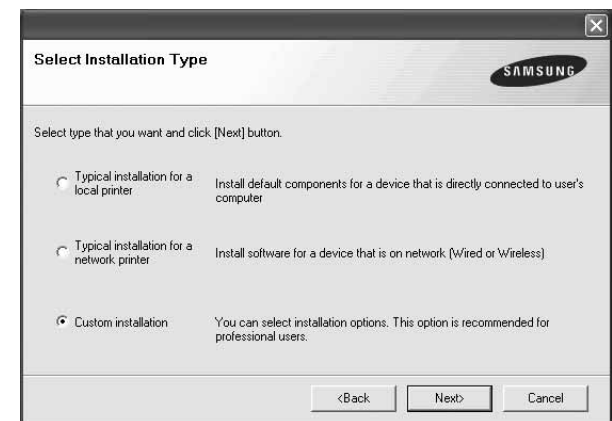 Select Installation Type
SAMSUNG
Select type that you want and click [Next] button.
Typical installation for a
local printer
Install default components for a device that is directly connected to user's
computer
Typical installation for a
network printer
Install software for a device that is on network (Wired or Wireless)
Custom installation
You can select installation options. This option is recommended for
professional users.
<Back
Next>
Cancel